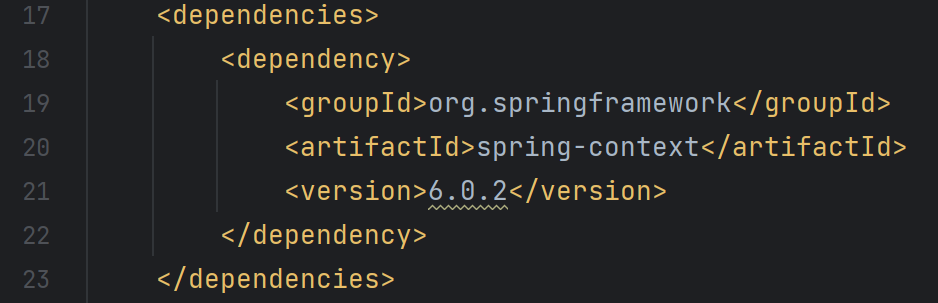 17 <dependencies>
18 <dependency>
19 <groupId>org.springframework</groupId>
20 <artifactId>spring-context</artifactId>
21 <version>6.0.2</version>
22 </dependency>
23 </dependencies>